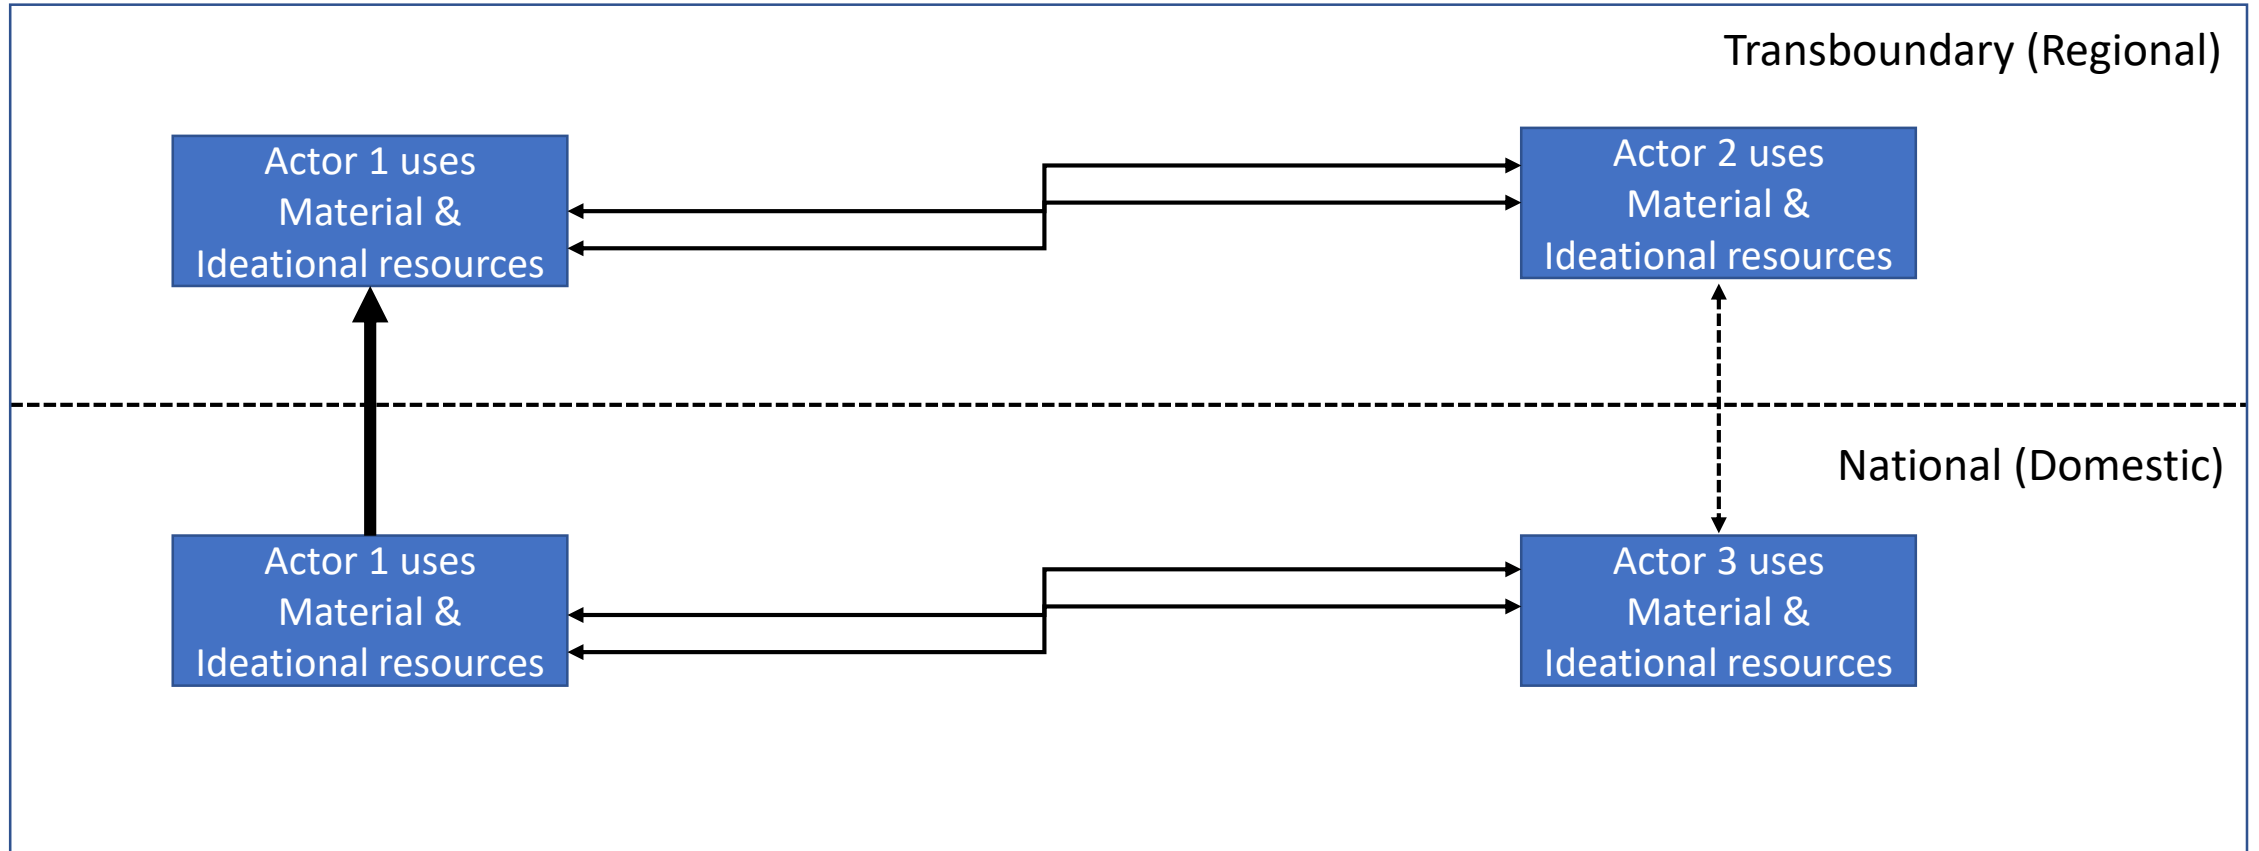 Transboundary (Regional)
Actor 1 uses
Material &
Ideational resources
Actor 2 uses
Material &
Ideational resources
National (Domestic)
Actor 1 uses
Material &
Ideational resources
Actor 3 uses
Material &
Ideational resources